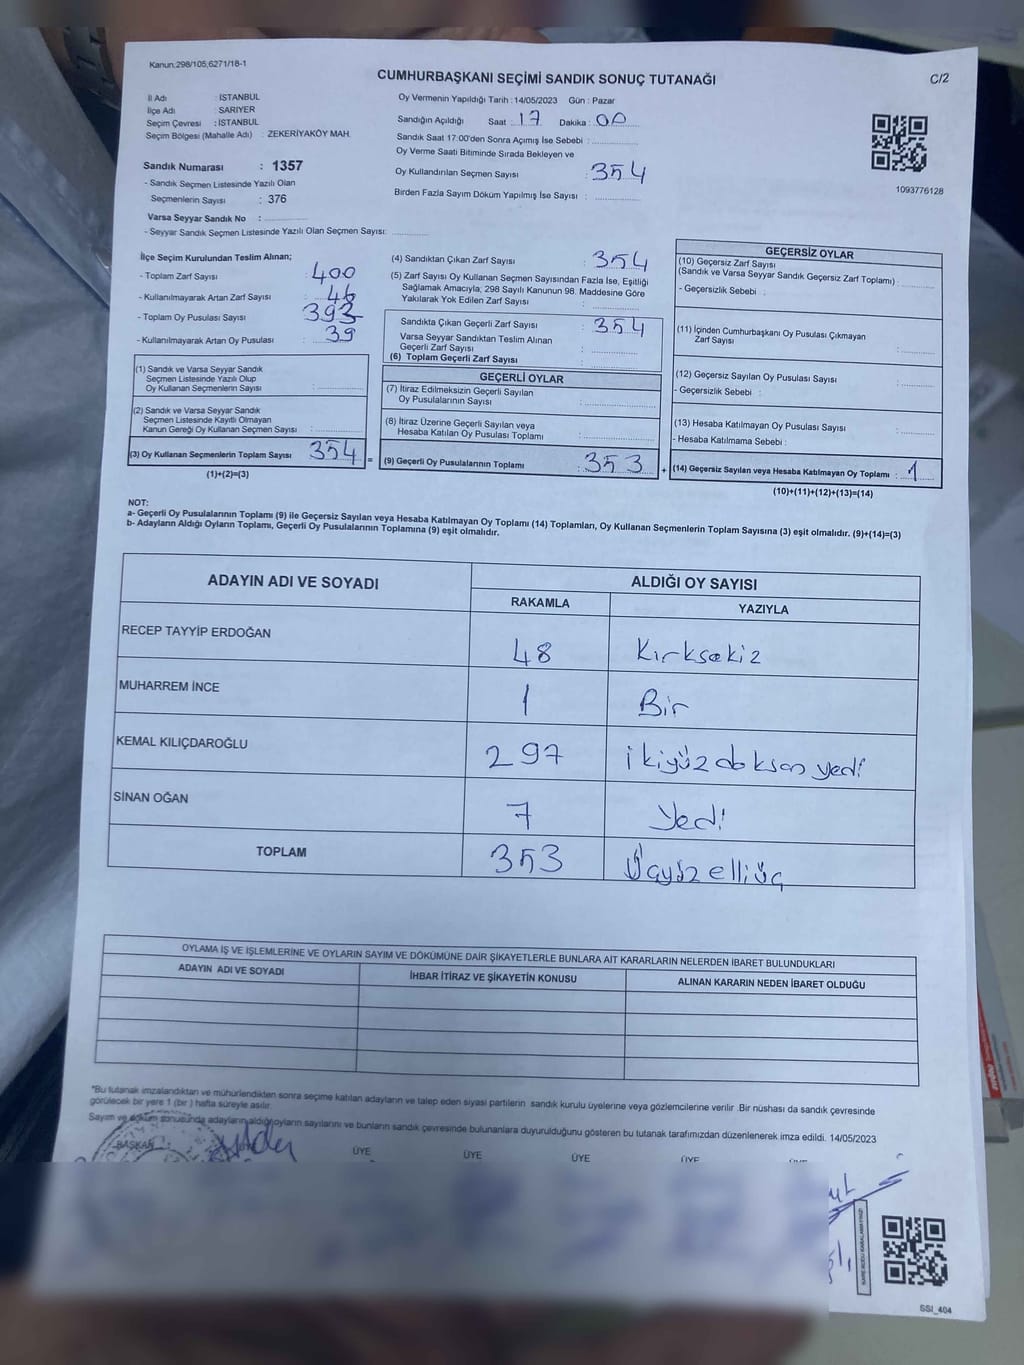 Kanun:298/105;6271/18-1
CUMHURBAŞKANI SEÇİMİ SANDIK SONUÇ TUTANAĞI
C/2
İl Adı : İSTANBUL
İlçe Adı : SARIYER
Seçim Çevresi : İSTANBUL
Seçim Bölgesi (Mahalle Adı) : ZEKERİYAKÖY MAH.
Sandık Numarası : 1357
- Sandık Seçmen Listesinde Yazılı Olan
Seçmenlerin Sayısı : 376
Varsa Seyyar Sandık No :
- Seyyar Sandık Seçmen Listesinde Yazılı Olan Seçmen Sayısı:
Oy Vermenin Yapıldığı Tarih : 14/05/2023 Gün : Pazar
Sandığın Açıldığı Saat : 17 Dakika : 00
Sandık Saat 17:00'den Sonra Açımış İse Sebebi :
Oy Verme Saati Bitiminde Sırada Bekleyen ve
Oy Kullandırılan Seçmen Sayısı : 354
Birden Fazla Sayım Döküm Yapılmış İse Sayısı :
1093776128
İlçe Seçim Kurulundan Teslim Alınan;
- Toplam Zarf Sayısı : 400
- Kullanılmayarak Artan Zarf Sayısı : 46
- Toplam Oy Pusulası Sayısı : 393
- Kullanılmayarak Artan Oy Pusulası : 39
(1) Sandık ve Varsa Seyyar Sandık
Seçmen Listesinde Yazılı Olup
Oy Kullanan Seçmenlerin Sayısı :
(2) Sandık ve Varsa Seyyar Sandık
Seçmen Listesinde Kayıtlı Olmayan
Kanun Gereği Oy Kullanan Seçmen Sayısı :
(3) Oy Kullanan Seçmenlerin Toplam Sayısı : 354
(1)+(2)=(3)
(4) Sandıktan Çıkan Zarf Sayısı : 354
(5) Zarf Sayısı Oy Kullanan Seçmen Sayısından Fazla İse, Eşitliği
Sağlamak Amacıyla; 298 Sayılı Kanunun 98. Maddesine Göre
Yakılarak Yok Edilen Zarf Sayısı :
Sandıkta Çıkan Geçerli Zarf Sayısı : 354
Varsa Seyyar Sandıktan Teslim Alınan
Geçerli Zarf Sayısı :
(6) Toplam Geçerli Zarf Sayısı :
GEÇERLİ OYLAR
(7) İtiraz Edilmeksizin Geçerli Sayılan
Oy Pusulalarının Sayısı :
(8) İtiraz Üzerine Geçerli Sayılan veya
Hesaba Katılan Oy Pusulası Toplamı :
= (9) Geçerli Oy Pusulalarının Toplamı : 353
GEÇERSİZ OYLAR
(10) Geçersiz Zarf Sayısı
(Sandık ve Varsa Seyyar Sandık Geçersiz Zarf Toplamı) :
- Geçersizlik Sebebi :
(11) İçinden Cumhurbaşkanı Oy Pusulası Çıkmayan
Zarf Sayısı :
(12) Geçersiz Sayılan Oy Pusulası Sayısı :
- Geçersizlik Sebebi :
(13) Hesaba Katılmayan Oy Pusulası Sayısı :
- Hesaba Katılmama Sebebi :
+ (14) Geçersiz Sayılan veya Hesaba Katılmayan Oy Toplamı : 1
(10)+(11)+(12)+(13)=(14)
NOT:
a- Geçerli Oy Pusulalarının Toplamı (9) ile Geçersiz Sayılan veya Hesaba Katılmayan Oy Toplamı (14) Toplamları, Oy Kullanan Seçmenlerin Toplam Sayısına (3) eşit olmalıdır. (9)+(14)=(3)
b- Adayların Aldığı Oyların Toplamı, Geçerli Oy Pusulalarının Toplamına (9) eşit olmalıdır.
ADAYIN ADI VE SOYADI
ALDIĞI OY SAYISI
RAKAMLA YAZIYLA
RECEP TAYYİP ERDOĞAN 48 Kırksekiz
MUHARREM İNCE 1 Bir
KEMAL KILIÇDAROĞLU 297 ikiyüzdoksanyedi
SİNAN OĞAN 7 Yedi
TOPLAM 353 Üçyüzelliüç
OYLAMA İŞ VE İŞLEMLERİNE VE OYLARIN SAYIM VE DÖKÜMÜNE DAİR ŞİKAYETLERLE BUNLARA AİT KARARLARIN NELERDEN İBARET BULUNDUKLARI
ADAYIN ADI VE SOYADI İHBAR İTİRAZ VE ŞİKAYETİN KONUSU ALINAN KARARIN NEDEN İBARET OLDUĞU
*Bu tutanak imzalandıktan ve mühürlendikten sonra seçime katılan adayların ve talep eden siyasi partilerin sandık kurulu üyelerine veya gözlemcilerine verilir. Bir nüshası da sandık çevresinde
görülecek bir yere 1 (bir) hafta süreyle asılır.
Sayım ve döküm sonusunda adayların aldığı oyların sayılarını ve bunların sandık çevresinde bulunanlara duyurulduğunu gösteren bu tutanak tarafımızdan düzenlenerek imza edildi. 14/05/2023
BAŞKAN ÜYE ÜYE ÜYE ÜYE
SSI_404